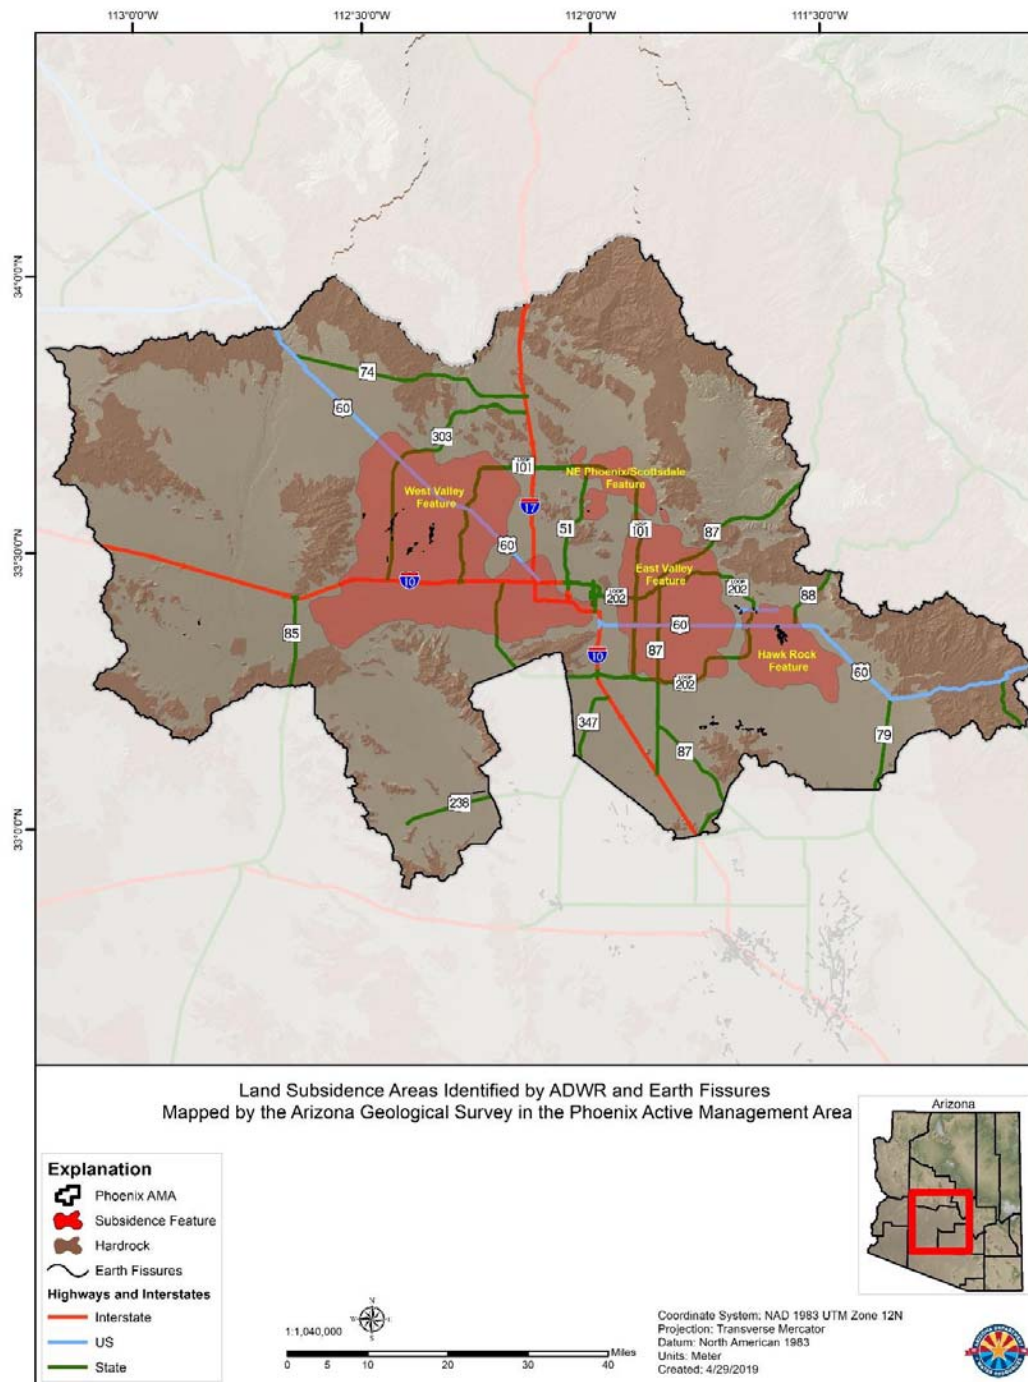 113°0'0"W
112°30'0"W
112°0'0"W
111°30'0"W
34°0'0"N
33°30'0"N
33°0'0"N
74
60
303
LOOP
101
NE Phoenix/Scottsdale
Feature
West Valley
Feature
17
51
LOOP
101
87
60
East Valley
Feature
10
LOOP
202
LOOP
202
88
85
60
87
10
Hawk Rock
Feature
60
LOOP
202
347
87
79
238
Land Subsidence Areas Identified by ADWR and Earth Fissures
Mapped by the Arizona Geological Survey in the Phoenix Active Management Area
Arizona
Explanation
Phoenix AMA
Subsidence Feature
Hardrock
Earth Fissures
Highways and Interstates
Interstate
US
State
N
W
E
S
1:1,040,000
Miles
0 5 10 20 30 40
Coordinate System: NAD 1983 UTM Zone 12N
Projection: Transverse Mercator
Datum: North American 1983
Units: Meter
Created: 4/29/2019